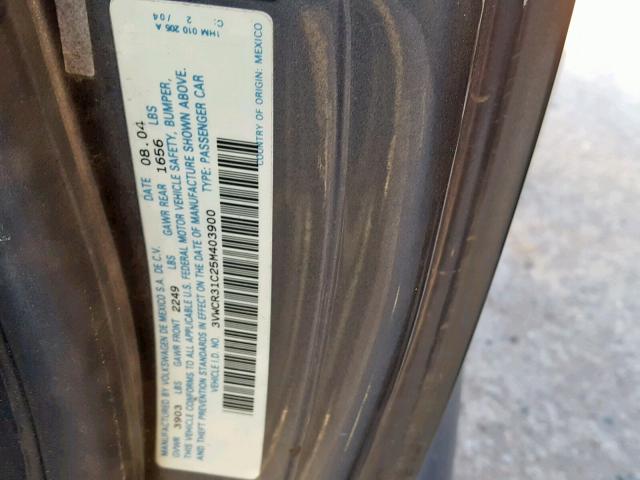 1HM 010 205 A
C 2 / 04
MANUFACTURED BY VOLKSWAGEN DE MEXICO S.A. DE C.V. DATE 08.04
GVWR 3903 LBS GAWR FRONT 2249 LBS GAWR REAR 1656 LBS
THIS VEHICLE CONFORMS TO ALL APPLICABLE U.S. FEDERAL MOTOR VEHICLE SAFETY, BUMPER,
AND THEFT PREVENTION STANDARDS IN EFFECT ON THE DATE OF MANUFACTURE SHOWN ABOVE.
VEHICLE I.D. NO. 3VWCR31C25M403900 TYPE: PASSENGER CAR
COUNTRY OF ORIGIN: MEXICO